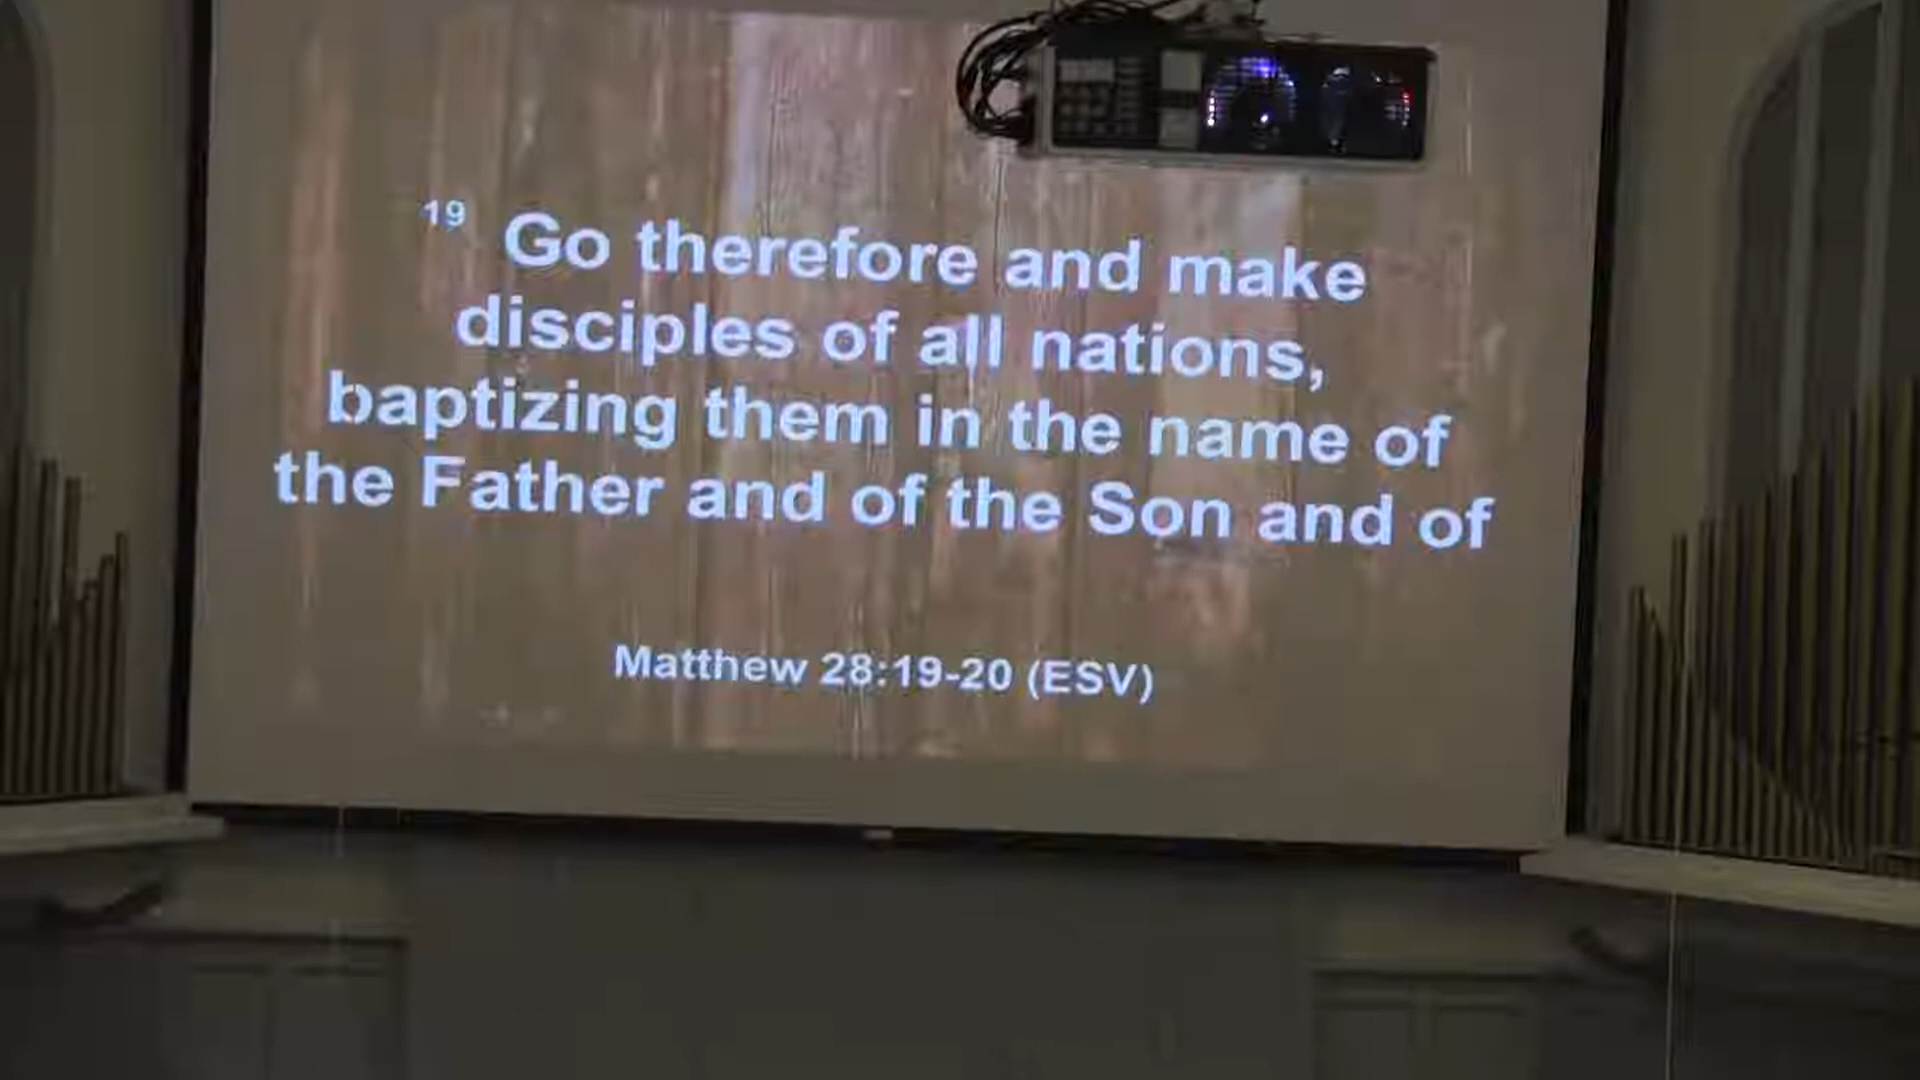 19 Go therefore and make
disciples of all nations,
baptizing them in the name of
the Father and of the Son and of
Matthew 28:19-20 (ESV)